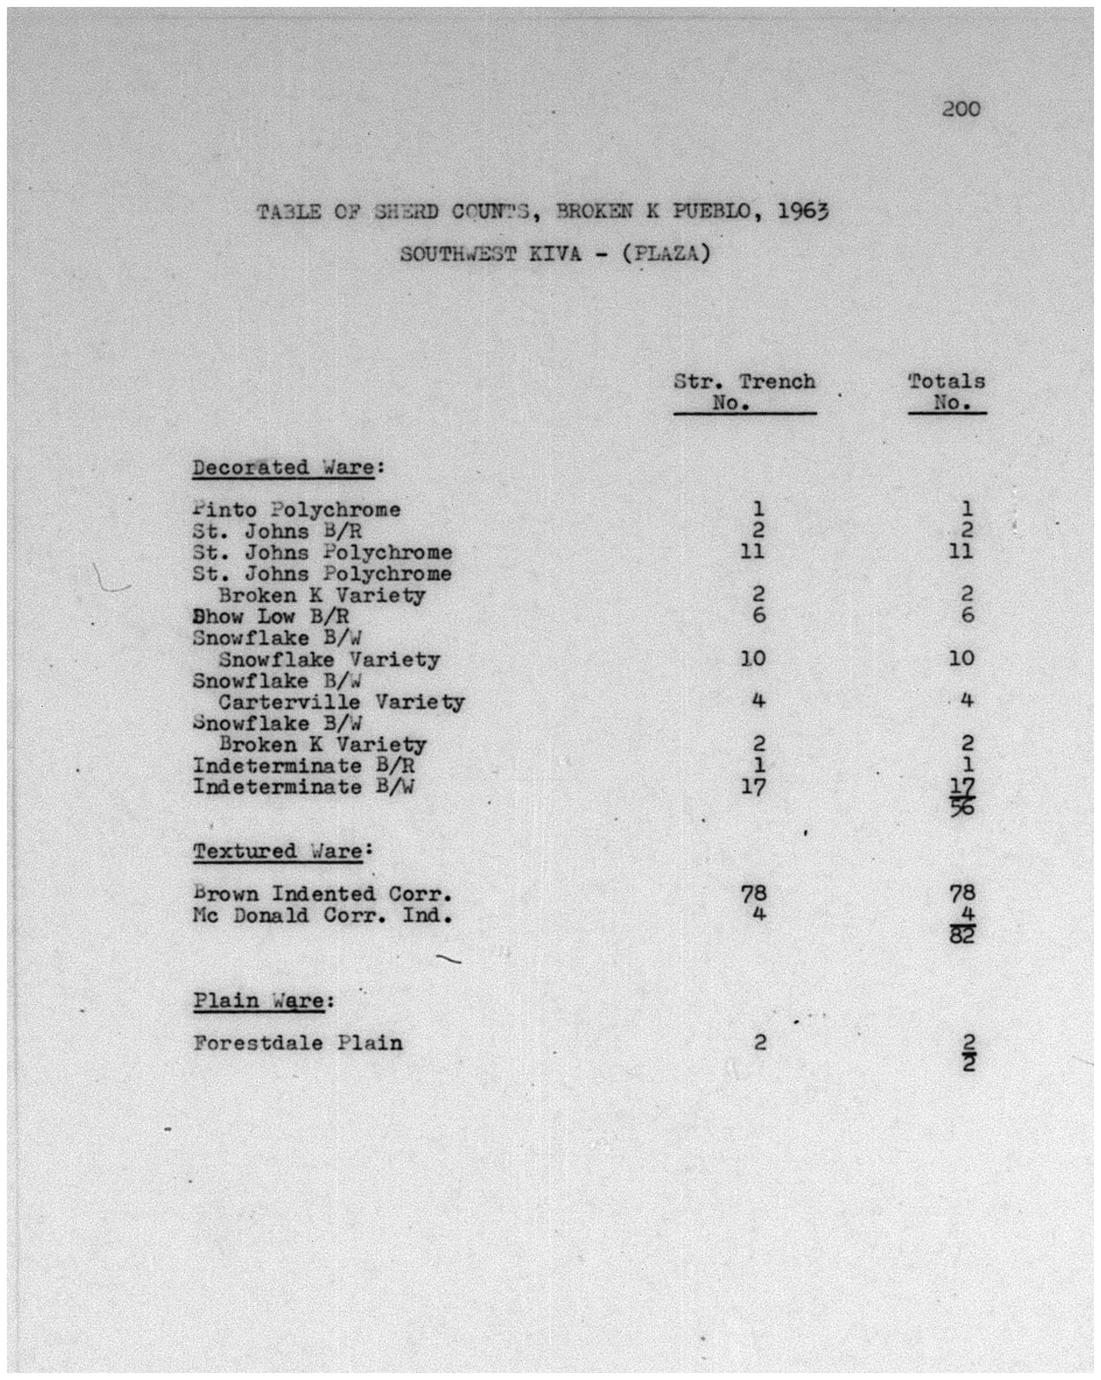 200
TABLE OF SHERD COUNTS, BROKEN K PUEBLO, 1963
SOUTHWEST KIVA - (PLAZA)
Str. Trench Totals
No. No.
Decorated Ware:
Pinto Polychrome 1 1
St. Johns B/R 2 2
St. Johns Polychrome 11 11
St. Johns Polychrome
Broken K Variety 2 2
Show Low B/R 6 6
Snowflake B/W
Snowflake Variety 10 10
Snowflake B/W
Carterville Variety 4 4
Snowflake B/W
Broken K Variety 2 2
Indeterminate B/R 1 1
Indeterminate B/W 17 17
56
Textured Ware:
Brown Indented Corr. 78 78
Mc Donald Corr. Ind. 4 4
82
Plain Ware:
Forestdale Plain 2 2
2